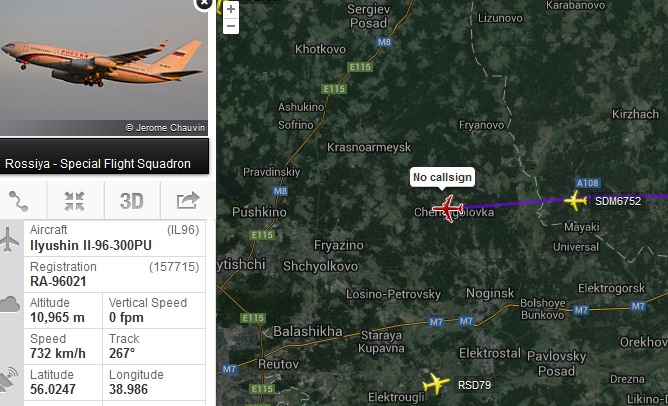 РОССИЯ
© Jerome Chauvin
Rossiya - Special Flight Squadron
3D
Aircraft (IL96)
Ilyushin Il-96-300PU
Registration (157715)
RA-96021
Altitude Vertical Speed
10,965 m 0 fpm
Speed Track
732 km/h 267°
Latitude Longitude
56.0247 38.986
+
-
Sergiev
Posad
Lizunovo
Karabanovo
Khotkovo
M8
E115
E115
Ashukino
Sofrino
Fryanovo
Kirzhach
Krasnoarmeysk
Pravdinskiy
No callsign
M8
A108
Pushkino
SDM6752
E115
Mayaki
Universal
Fryazino
ytishchi
Shchyolkovo
Losino-Petrovsky
Noginsk
Elektrogorsk
Bolshoye
Bunkovo
M7
E115
M7
M7
M7
Balashikha
Staraya
Kupavna
Orekhov
Reutov
Elektrostal
Pavlovsky
Posad
E115
RSD79
Drezna
Elektrougli
Likino-